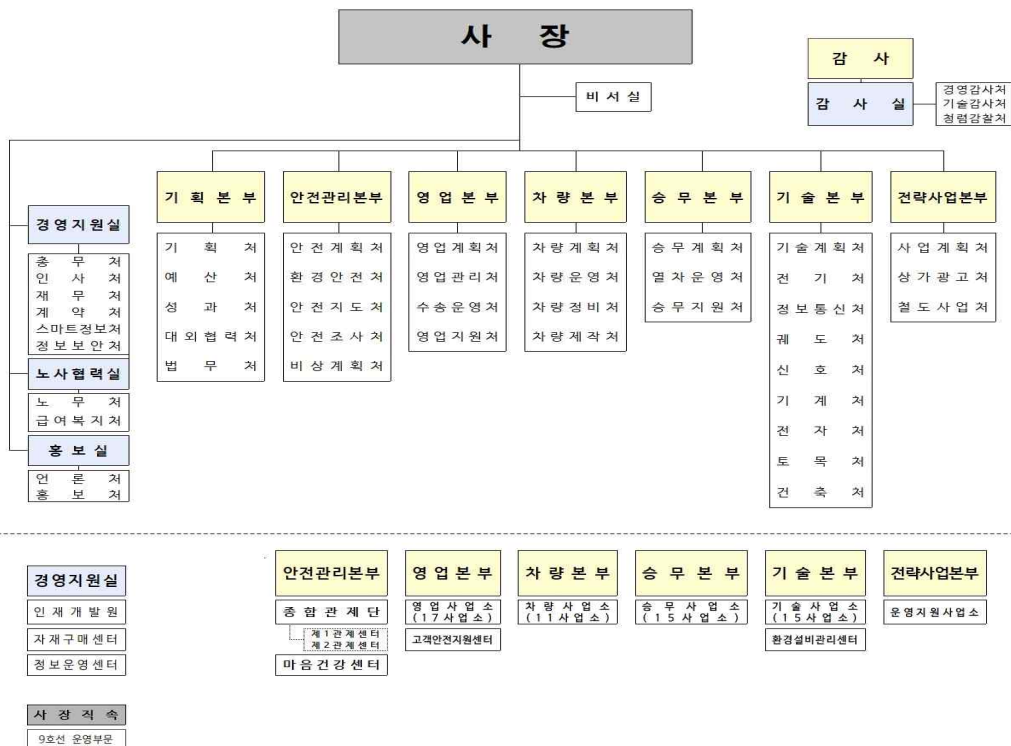 사 장
감 사
비서실
감 사 실
경영감사처
기술감사처
청렴감찰처
기획본부
안전관리본부
영업본부
차량본부
승무본부
기술본부
전략사업본부
경영지원실
총 무 처
인 사 처
재 무 처
계 약 처
스마트정보처
정보보안처
노사협력실
노 무 처
급여복지처
홍보실
언 론 처
홍 보 처
기 획 처
예 산 처
성 과 처
대외협력처
법 무 처
안전계획처
환경안전처
안전지도처
안전조사처
비상계획처
영업계획처
영업관리처
수송운영처
영업지원처
차량계획처
차량운영처
차량정비처
차량제작처
승무계획처
열차운영처
승무지원처
기술계획처
전 기 처
정보통신처
궤 도 처
신 호 처
기 계 처
전 자 처
토 목 처
건 축 처
사업계획처
상가광고처
철도사업처
경영지원실
인재개발원
자재구매센터
정보운영센터
사장직속
9호선 운영부문
안전관리본부
종합관제단
제1관제센터
제2관제센터
마음건강센터
영업본부
영업사업소
(17사업소)
고객안전지원센터
차량본부
차량사업소
(11사업소)
승무본부
승무사업소
(15사업소)
기술본부
기술사업소
(15사업소)
환경설비관리센터
전략사업본부
운영지원사업소